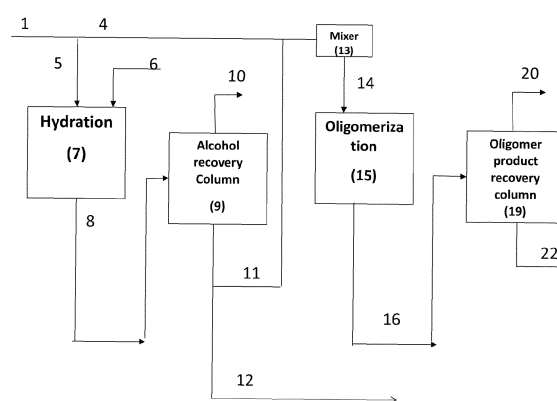 1
4
Mixer
(13)
5
6
10
14
20
Hydration
(7)
Alcohol
recovery
Column
(9)
Oligomeriza
tion
(15)
Oligomer
product
recovery
column
(19)
8
11
22
16
12